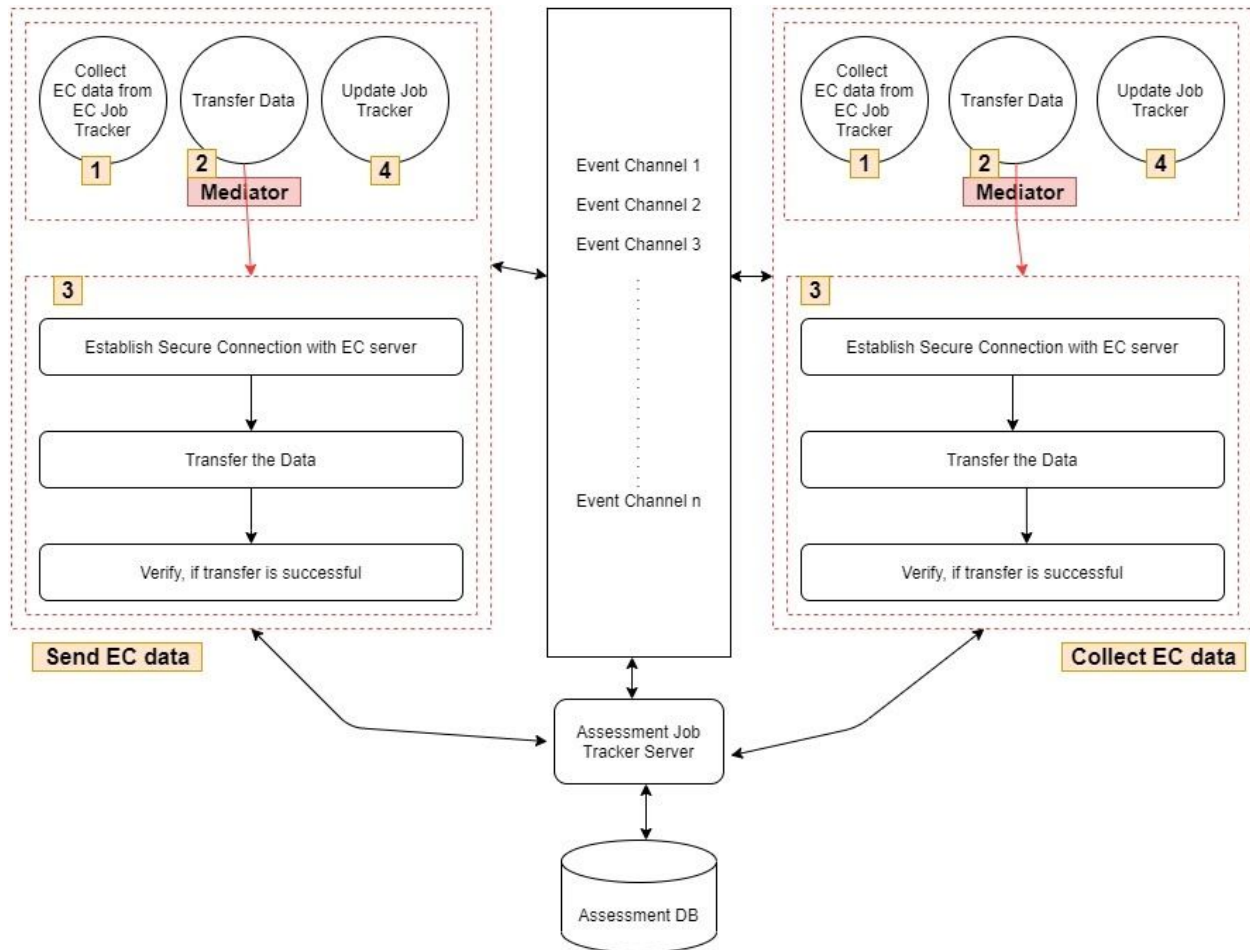 Collect
EC data from
EC Job
Tracker
1
Transfer Data
2
Mediator
Update Job
Tracker
4
3
Establish Secure Connection with EC server
Transfer the Data
Verify, if transfer is successful
Send EC data
Event Channel 1
Event Channel 2
Event Channel 3
Event Channel n
Collect
EC data from
EC Job
Tracker
1
Transfer Data
2
Mediator
Update Job
Tracker
4
3
Establish Secure Connection with EC server
Transfer the Data
Verify, if transfer is successful
Collect EC data
Assessment Job
Tracker Server
Assessment DB